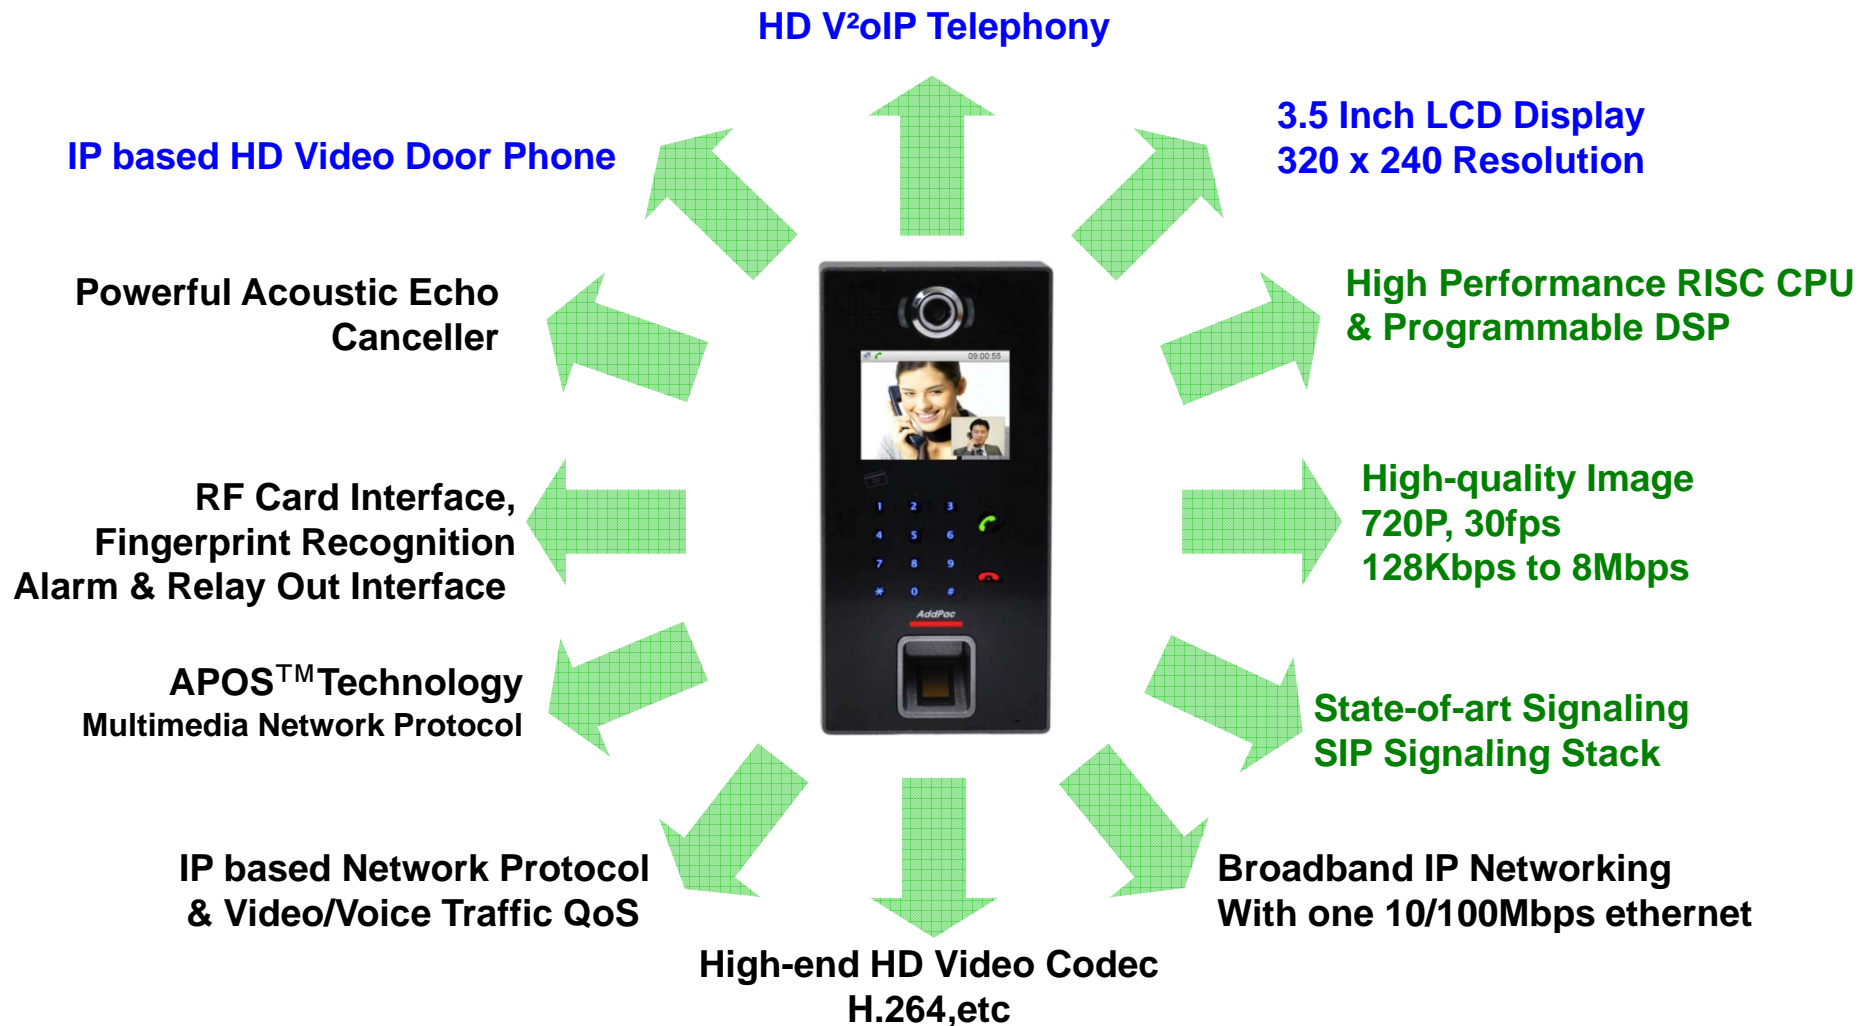 HD V²oIP Telephony
IP based HD Video Door Phone
3.5 Inch LCD Display
320 x 240 Resolution
Powerful Acoustic Echo
Canceller
High Performance RISC CPU
& Programmable DSP
RF Card Interface,
Fingerprint Recognition
Alarm & Relay Out Interface
High-quality Image
720P, 30fps
128Kbps to 8Mbps
APOS™Technology
Multimedia Network Protocol
State-of-art Signaling
SIP Signaling Stack
IP based Network Protocol
& Video/Voice Traffic QoS
Broadband IP Networking
With one 10/100Mbps ethernet
High-end HD Video Codec
H.264,etc
09:00:55
1 2 3
4 5 6
7 8 9
* 0 #
AddPac